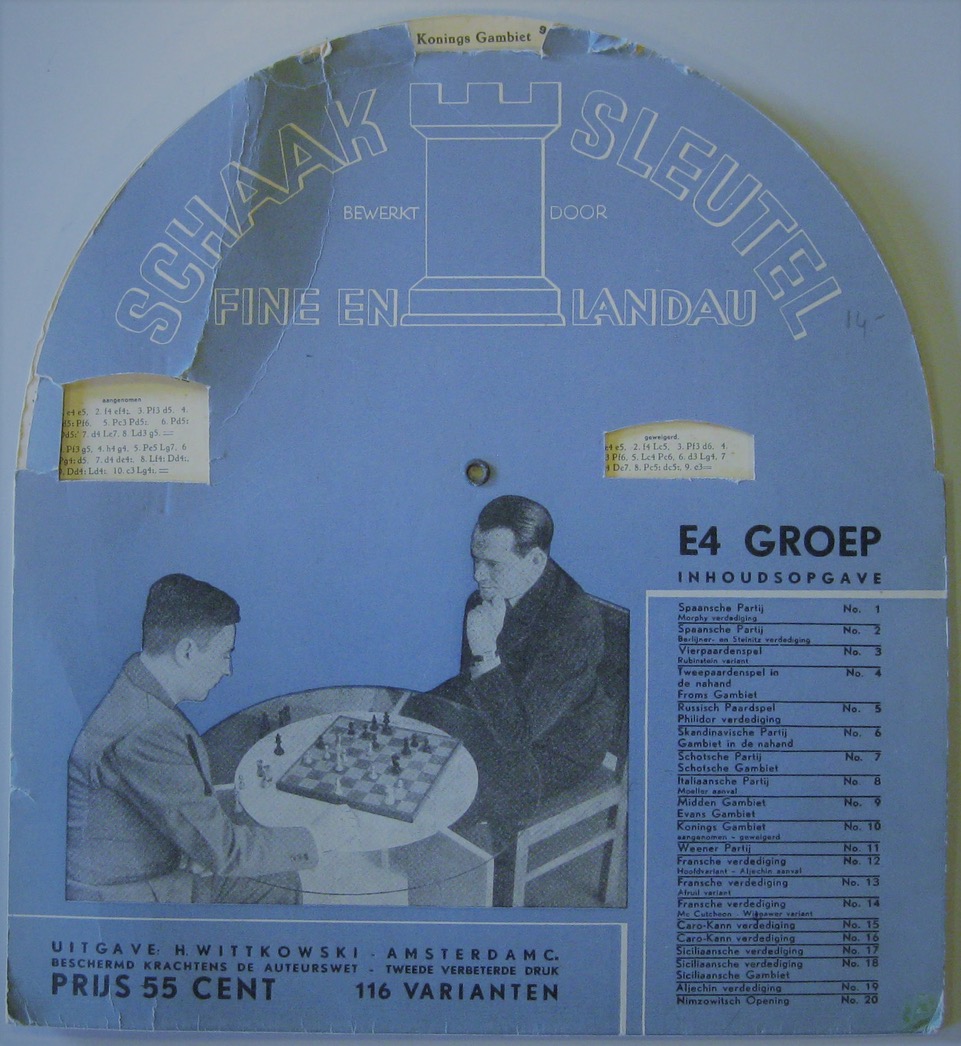 Konings Gambiet 9
SCHAAK SLEUTEL
BEWERKT DOOR
FINE EN LANDAU
14-
aangenomen
e4 e5, 2. f4 ef4:, 3. Pf3 d5, 4.
Pf6. 5. Pc3 Pd5: 6. Pd5:
7. d4 Le7, 8. Ld3 g5. =
Pf3 g5, 4. h4 g4, 5. Pe5 Lg7, 6
d5, 7. d4 de4:, 8. Lf4: Dd4:,
Dd4: Ld4:, 10. c3 Lg4:. =
geweigerd.
e4 e5, 2. f4 Lc5, 3. Pf3 d6, 4.
3 Pf6, 5. Lc4 Pc6, 6. d3 Lg4, 7
De7, 8. Pc5: dc5:, 9. e3=
E4 GROEP
INHOUDSOPGAVE
Spaansche Partij No. 1
Morphy verdediging
Spaansche Partij No. 2
Berlijner- en Steinitz verdediging
Vierpaardenspel No. 3
Rubinstein variant
Tweepaardenspel in No. 4
de nahand
Froms Gambiet
Russisch Paardspel No. 5
Philidor verdediging
Skandinavische Partij No. 6
Gambiet in de nahand
Schotsche Partij No. 7
Schotsche Gambiet
Italiaansche Partij No. 8
Moeller aanval
Midden Gambiet No. 9
Evans Gambiet
Konings Gambiet No. 10
aangenomen - geweigerd
Weener Partij No. 11
Fransche verdediging No. 12
Hoofdvariant - Aljechin aanval
Fransche verdediging No. 13
Afruil variant
Fransche verdediging No. 14
Mc Cutcheon - Winawer variant
Caro-Kann verdediging No. 15
Caro-Kann verdediging No. 16
Siciliaansche verdediging No. 17
Siciliaansche verdediging No. 18
Siciliaansche Gambiet
Aljechin verdediging No. 19
Nimzowitsch Opening No. 20
UITGAVE: H. WITTKOWSKI - AMSTERDAM C.
BESCHERMD KRACHTENS DE AUTEURSWET - TWEEDE VERBETERDE DRUK
PRIJS 55 CENT 116 VARIANTEN